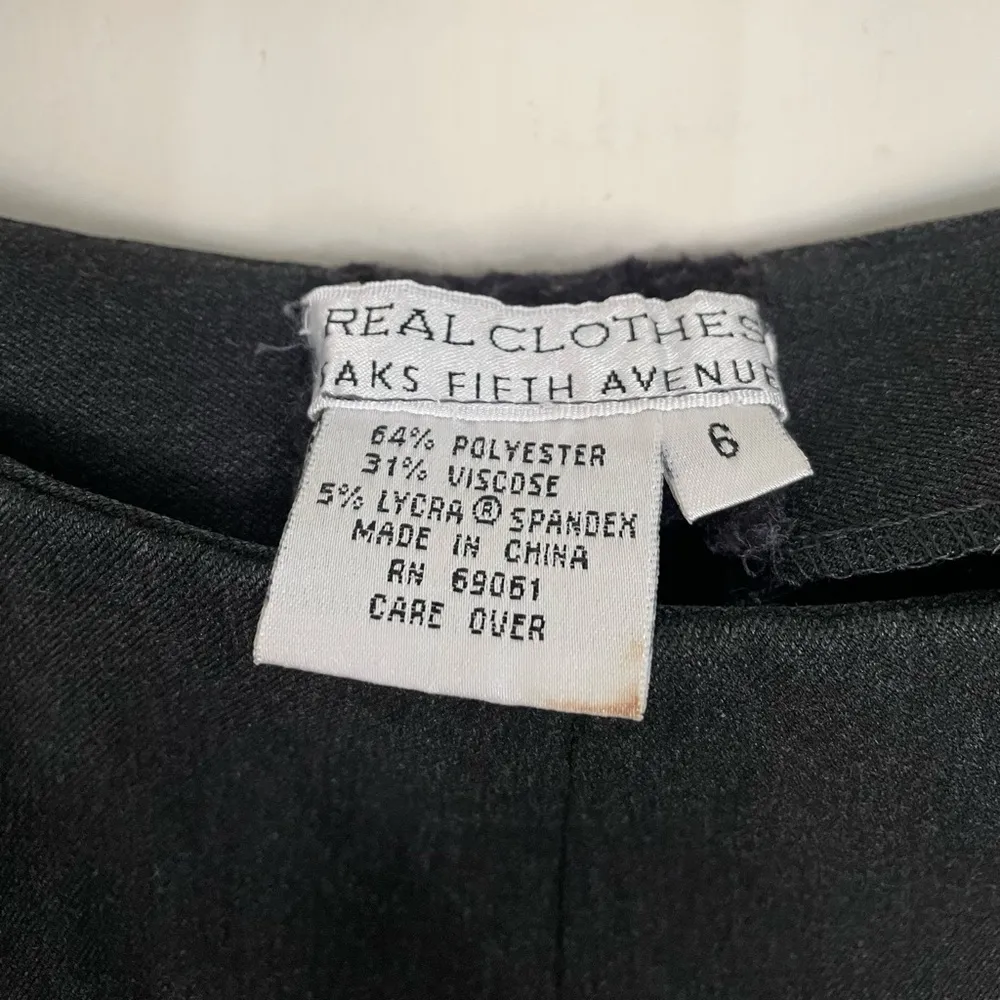 REAL CLOTHES
AKS FIFTH AVENUE
6
64% POLYESTER
31% VISCOSE
5% LYCRA® SPANDEX
MADE IN CHINA
RN 69061
CARE OVER